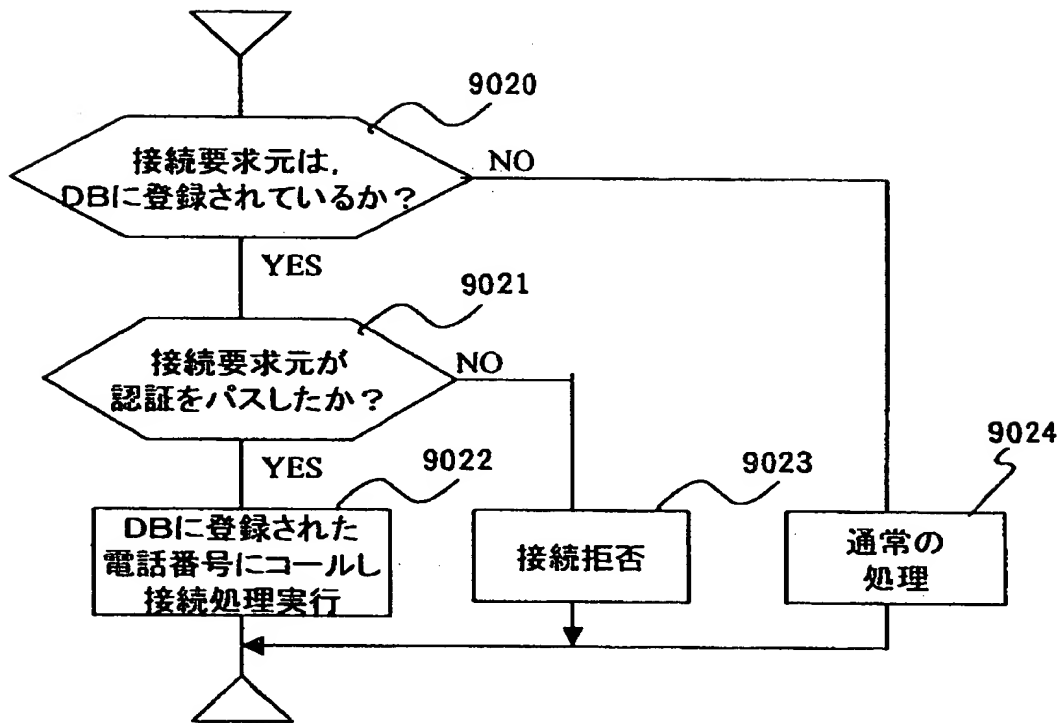 9020
接続要求元は,
DBに登録されているか？
NO
YES
9021
接続要求元が
認証をパスしたか？
NO
YES
9022
DBに登録された
電話番号にコールし
接続処理実行
9023
接続拒否
9024
通常の
処理